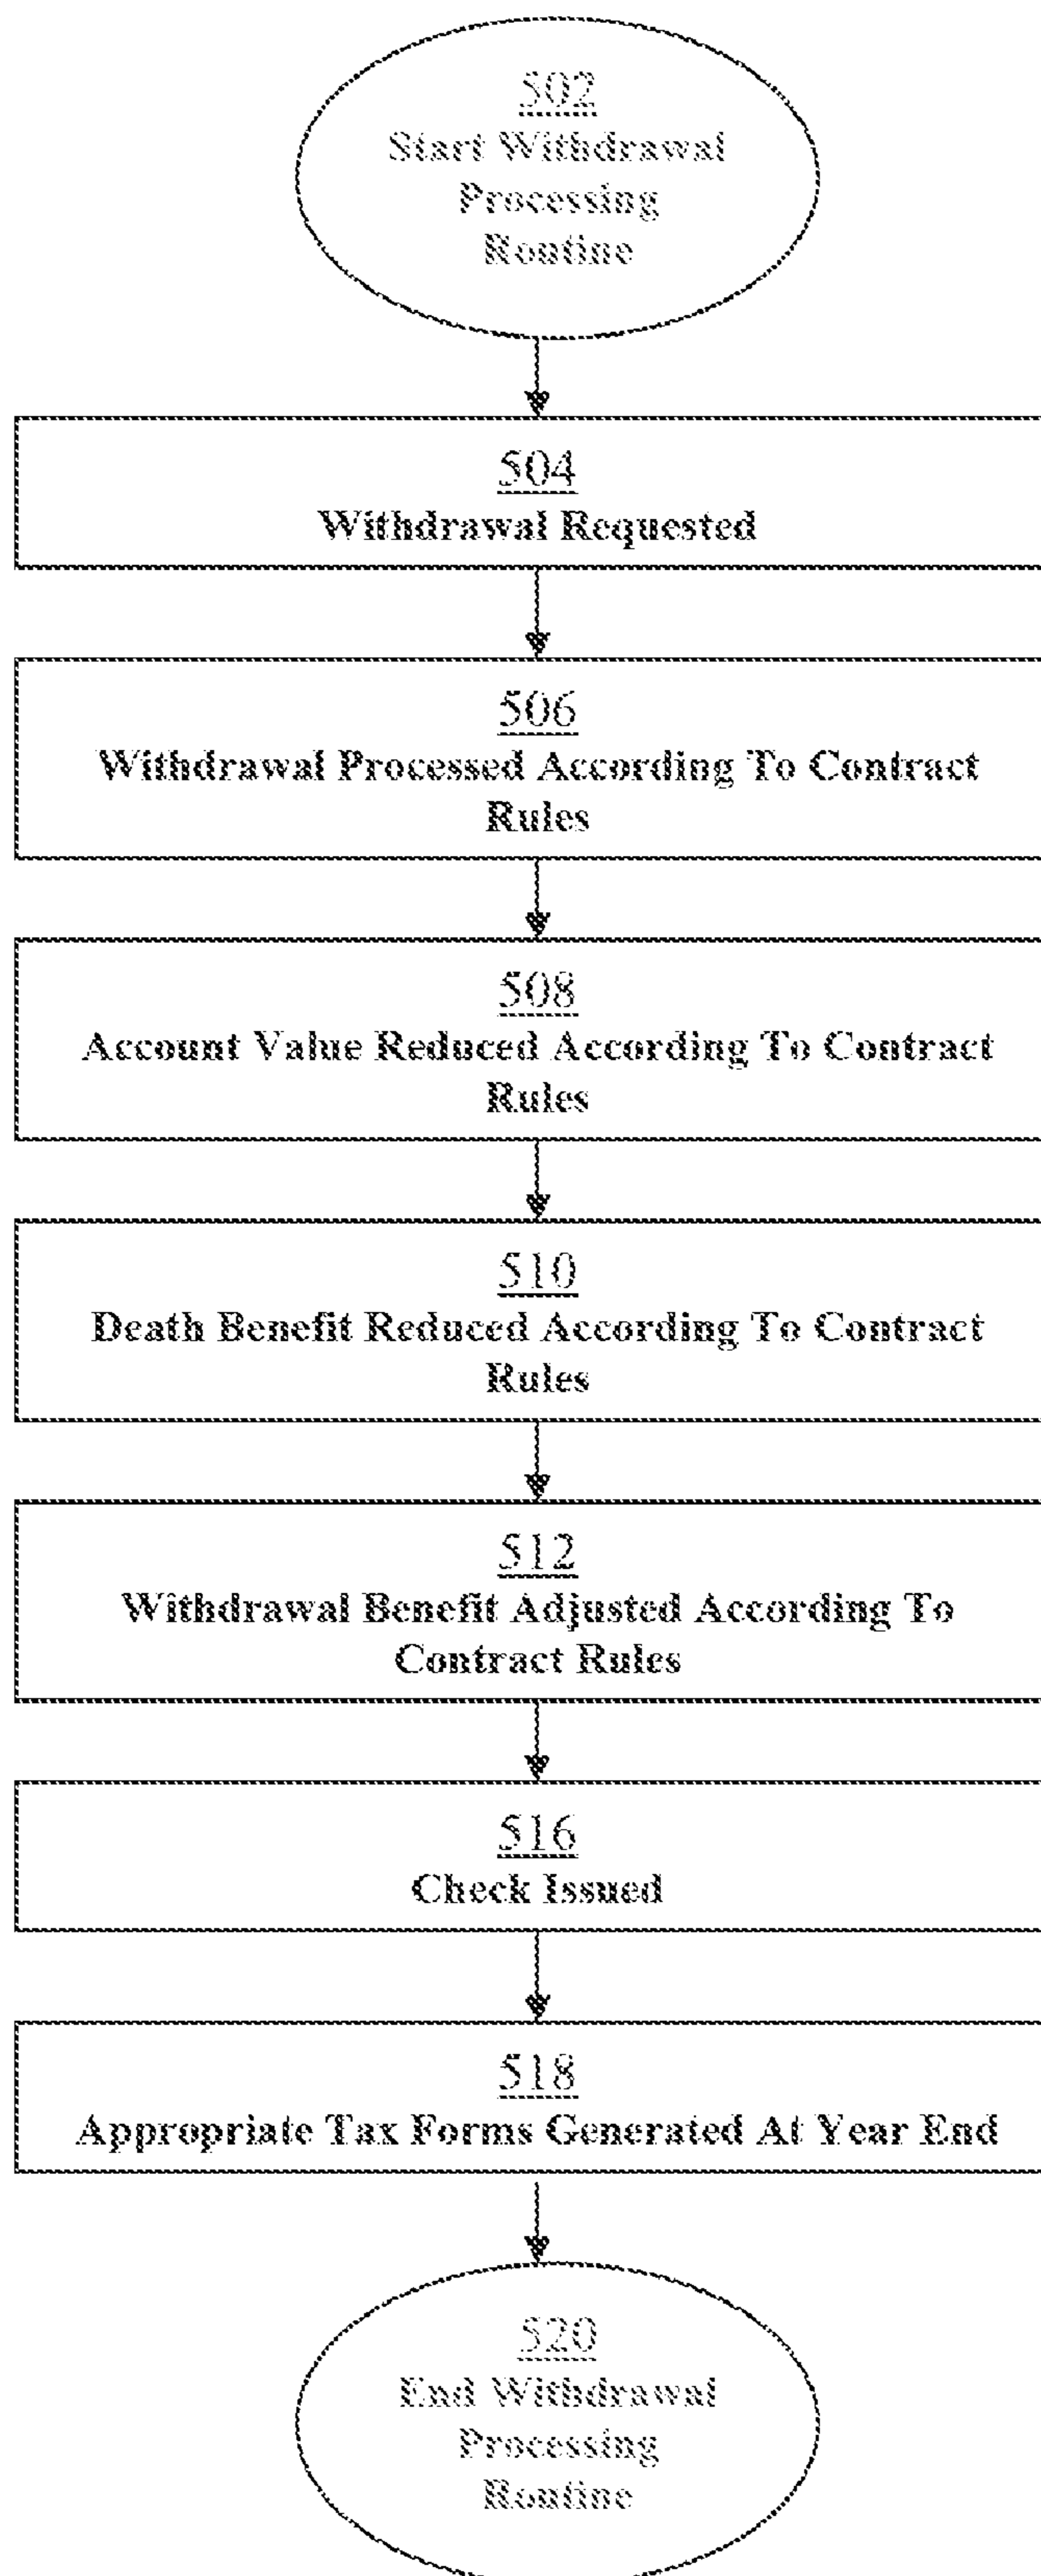 502
Start Withdrawal
Processing
Routine
504
Withdrawal Requested
506
Withdrawal Processed According To Contract
Rules
508
Account Value Reduced According To Contract
Rules
510
Death Benefit Reduced According To Contract
Rules
512
Withdrawal Benefit Adjusted According To
Contract Rules
516
Check Issued
518
Appropriate Tax Forms Generated At Year End
520
End Withdrawal
Processing
Routine